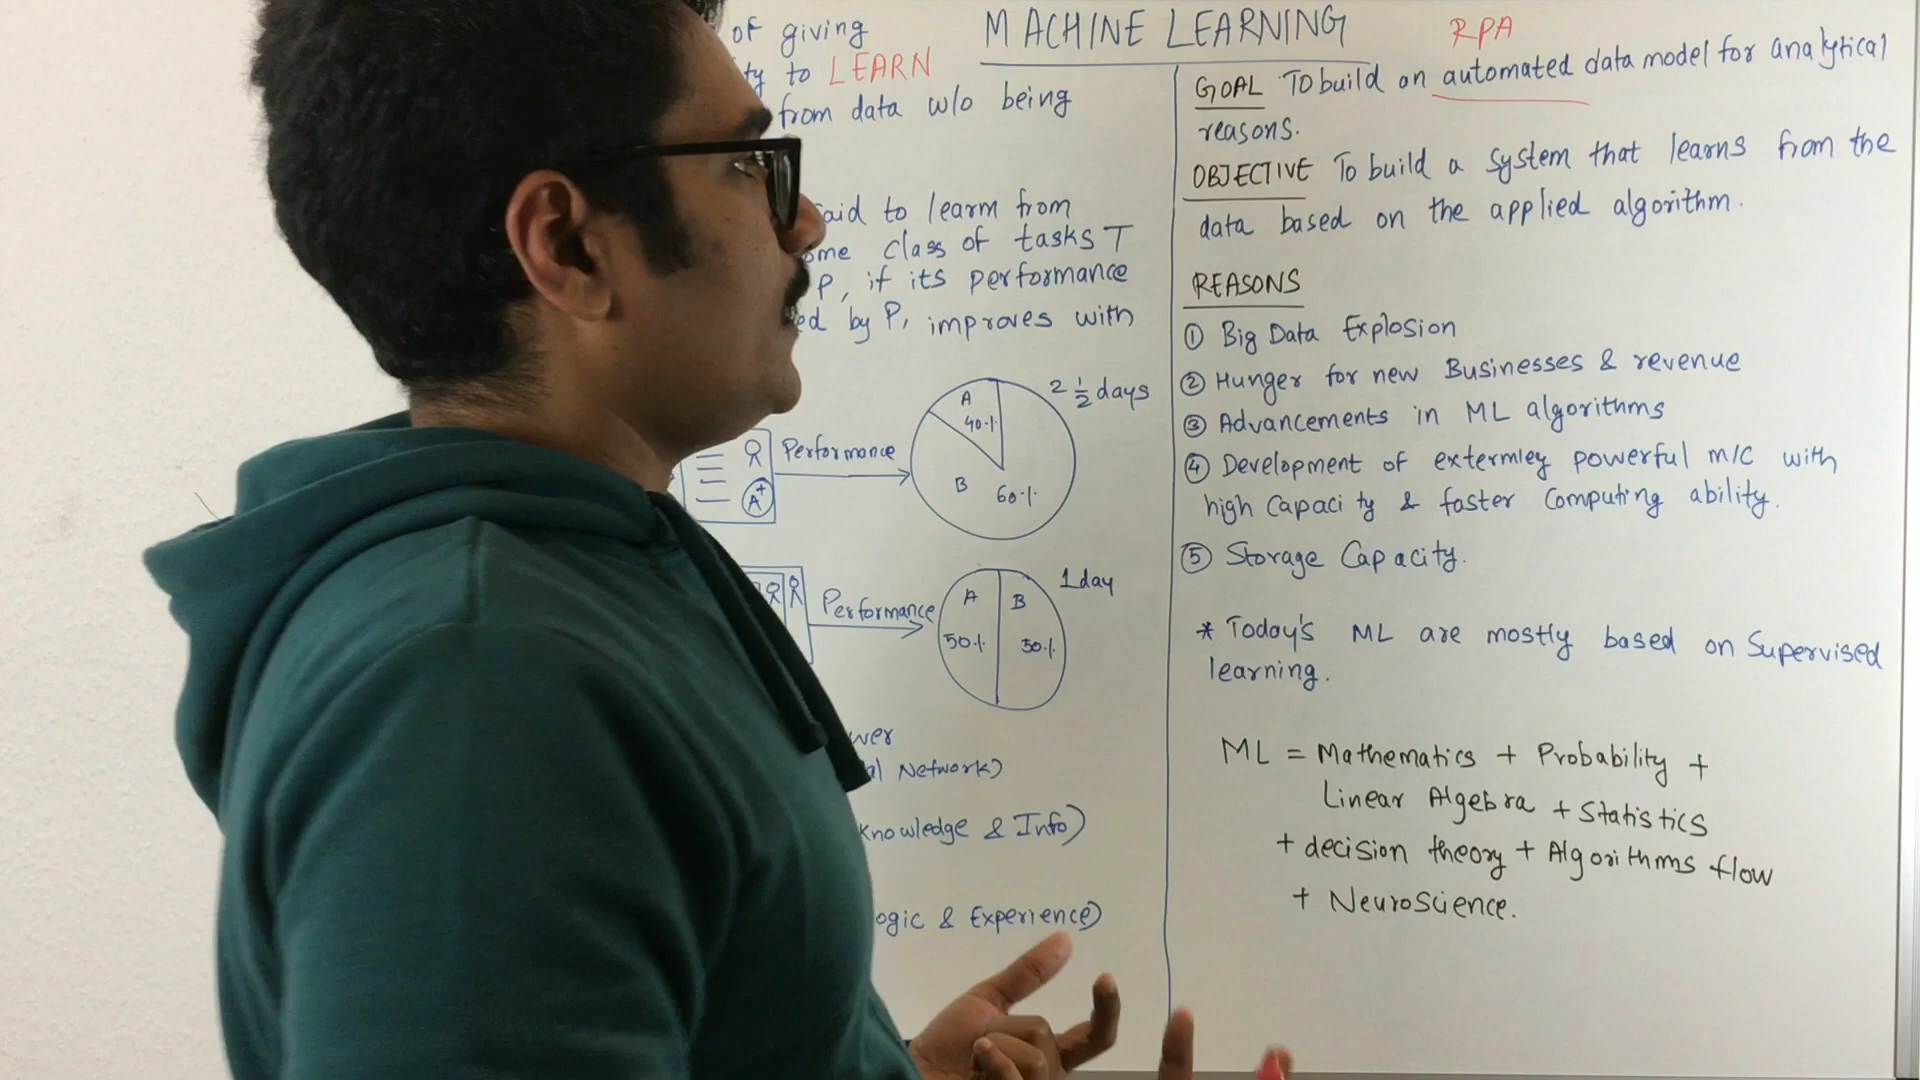 MACHINE LEARNING
of giving
ty to LEARN
from data w/o being
said to learm from
ome class of tasks T
P, if its performance
ed by P, improves with
A+
Performance
A
40%
B
60%
2 1/2 days
Performance
A
50%
B
50%
1 day
wer
al Network)
Knowledge & Info)
ogic & Experience)
RPA
GOAL To build an automated data model for analytical
reasons.
OBJECTIVE To build a system that learns from the
data based on the applied algorithm.
REASONS
① Big Data Explosion
② Hunger for new Businesses & revenue
③ Advancements in ML algorithms
④ Development of extermley powerful m/c with
high capacity & faster computing ability.
⑤ Storage Capacity.
* Today's ML are mostly based on Supervised
learning.
ML = Mathematics + Probability +
Linear Algebra + Statistics
+ decision theory + Algorithms flow
+ Neuroscience.